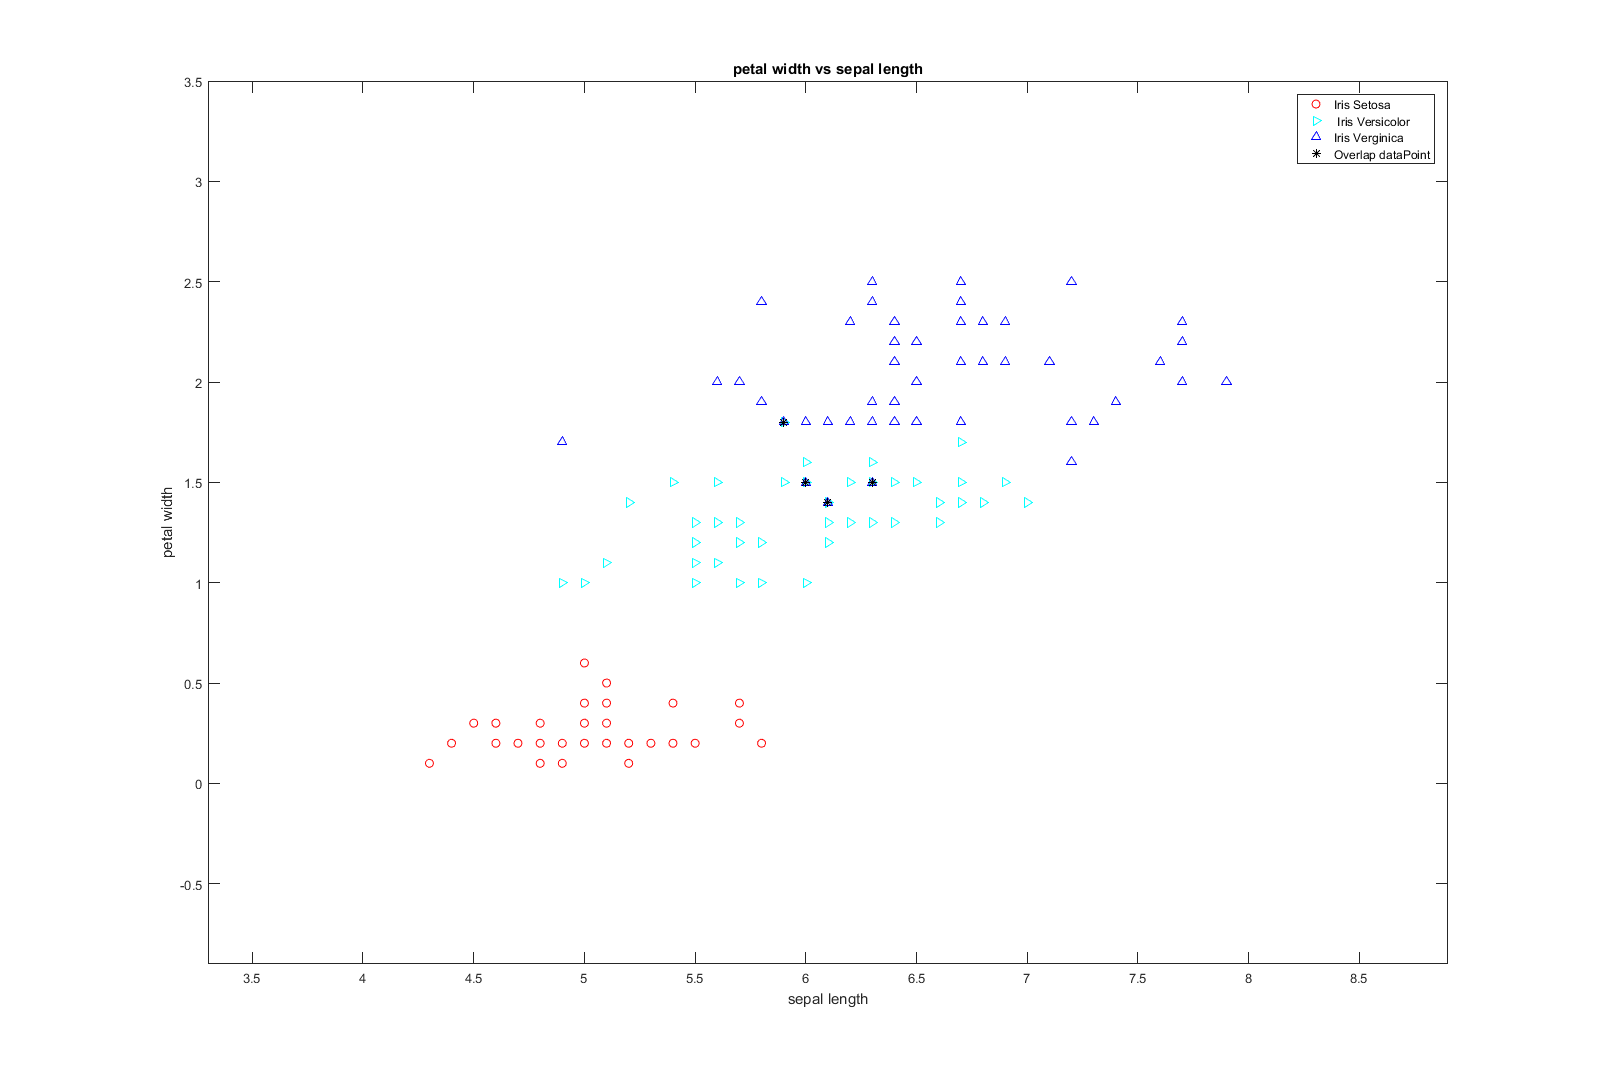 petal width vs sepal length
3.5
3
2.5
2
1.5
1
0.5
0
-0.5
petal width
Iris Setosa
Iris Versicolor
Iris Verginica
Overlap dataPoint
3.5 4 4.5 5 5.5 6 6.5 7 7.5 8 8.5
sepal length